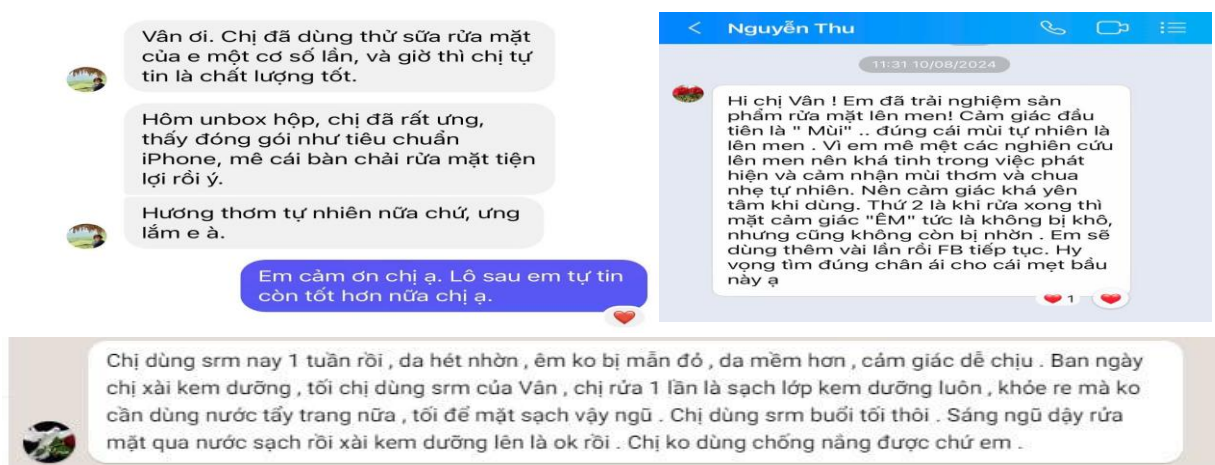 Vân ơi. Chị đã dùng thử sữa rửa mặt
của e một cơ số lần, và giờ thì chị tự
tin là chất lượng tốt.
Hôm unbox hộp, chị đã rất ưng,
thấy đóng gói như tiêu chuẩn
iPhone, mê cái bàn chải rửa mặt tiện
lợi rồi ý.
Hương thơm tự nhiên nữa chứ, ưng
lắm e à.
Em cảm ơn chị ạ. Lô sau em tự tin
còn tốt hơn nữa chị ạ.
Nguyễn Thu
11:31 10/08/2024
Hi chị Vân ! Em đã trải nghiệm sản
phẩm rửa mặt lên men! Cảm giác đầu
tiên là " Mùi" .. đúng cái mùi tự nhiên là
lên men . Vì em mê mệt các nghiên cứu
lên men nên khá tinh trong việc phát
hiện và cảm nhận mùi thơm và chua
nhẹ tự nhiên. Nên cảm giác khá yên
tâm khi dùng. Thứ 2 là khi rửa xong thì
mặt cảm giác "ÊM" tức là không bị khô,
nhưng cũng không còn bị nhờn . Em sẽ
dùng thêm vài lần rồi FB tiếp tục. Hy
vọng tìm đúng chân ái cho cái mẹt bầu
này ạ
1
Chị dùng srm nay 1 tuần rồi , da hết nhờn , êm ko bị mẫn đỏ , da mềm hơn , cảm giác dễ chịu . Ban ngày
chị xài kem dưỡng , tối chị dùng srm của Vân , chị rửa 1 lần là sạch lớp kem dưỡng luôn , khỏe re mà ko
cần dùng nước tẩy trang nữa , tối để mặt sạch vậy ngũ . Chị dùng srm buổi tối thôi . Sáng ngũ dậy rửa
mặt qua nước sạch rồi xài kem dưỡng lên là ok rồi . Chị ko dùng chống nắng được chứ em .